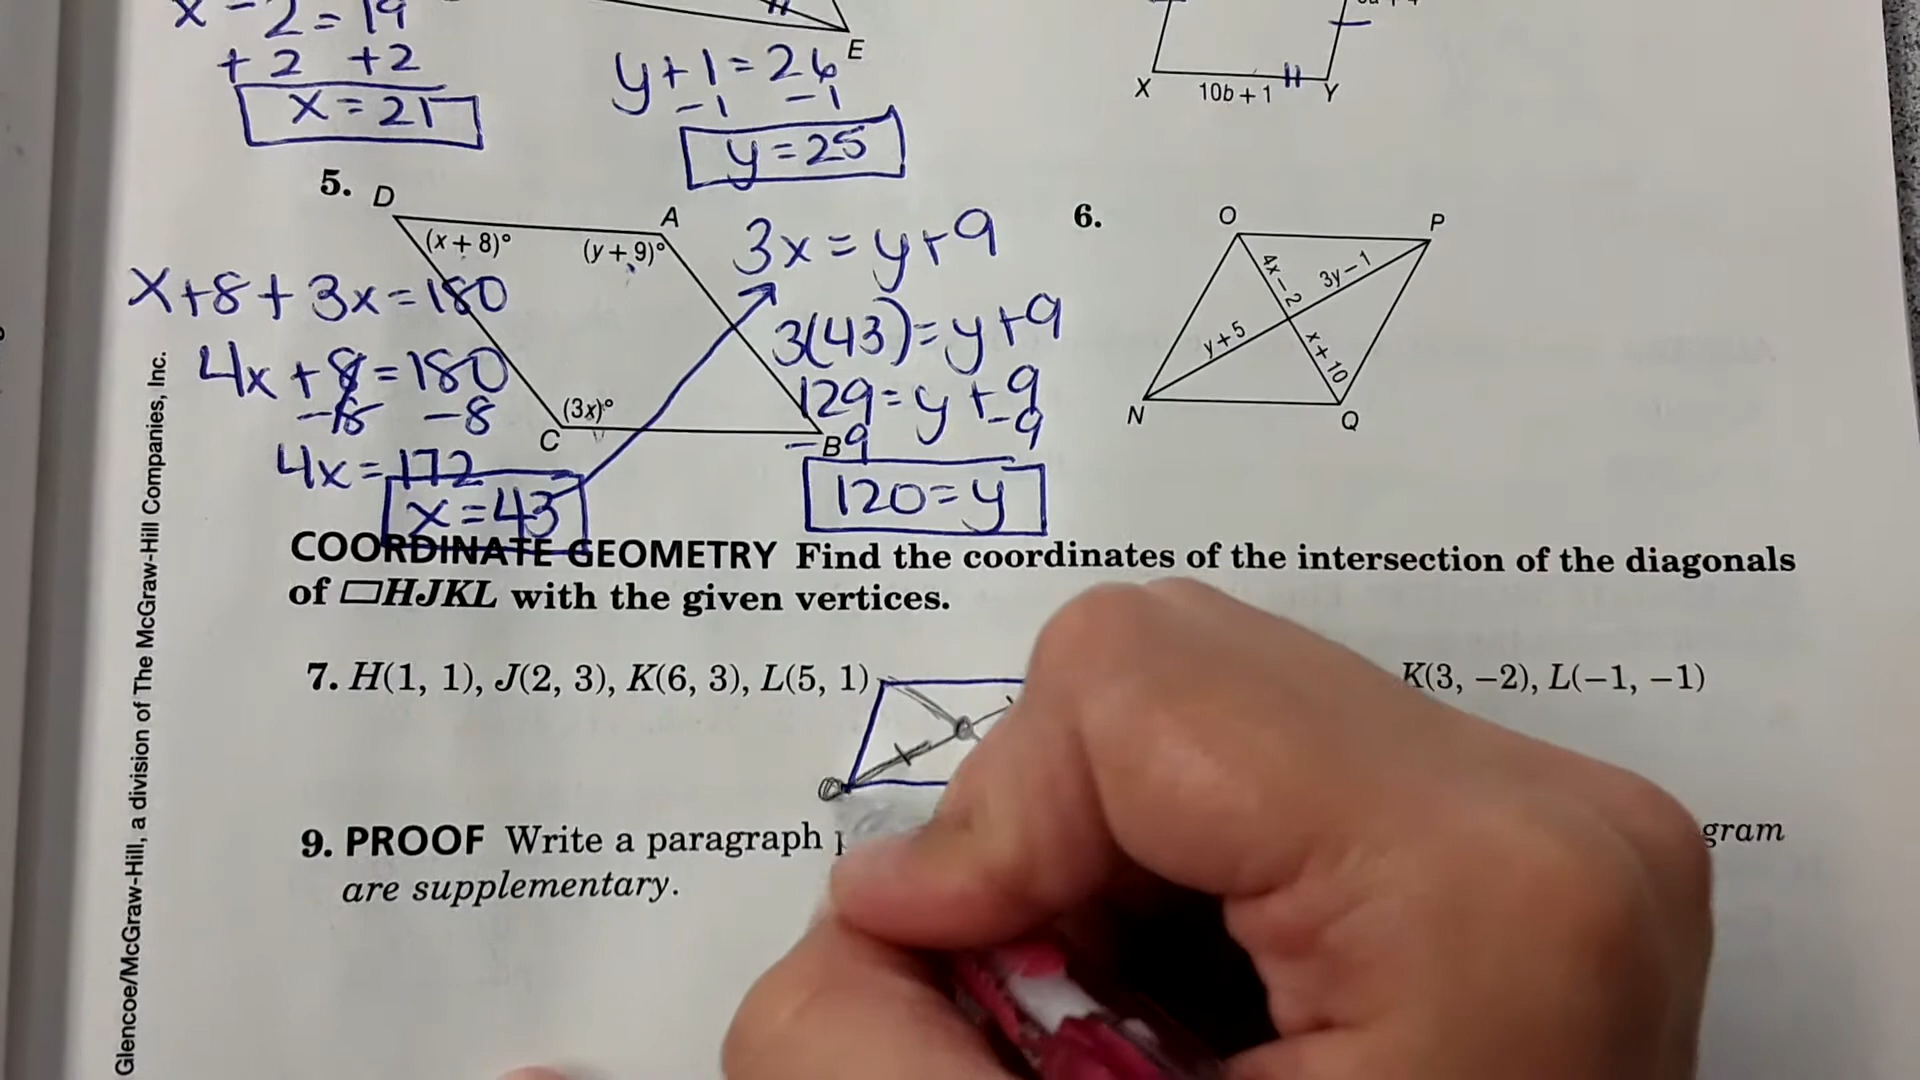 x - 2 = 19
+ 2 +2
x = 21
E
y + 1 = 26
- 1 - 1
y = 25
X 10b + 1 Y
5. D A
(x + 8)° (y + 9)°
x + 8 + 3x = 180
4x + 8 = 180
- 8 - 8
4x = 172
x = 43
(3x)°
C B
3x = y + 9
3(43) = y + 9
129 = y + 9
- 9 - 9
120 = y
6. O P
4x - 2 3y - 1
y + 5 x + 10
N Q
COORDINATE GEOMETRY Find the coordinates of the intersection of the diagonals
of ▱HJKL with the given vertices.
7. H(1, 1), J(2, 3), K(6, 3), L(5, 1)
K(3, −2), L(−1, −1)
9. PROOF Write a paragraph gram
are supplementary.
Glencoe/McGraw-Hill, a division of The McGraw-Hill Companies, Inc.